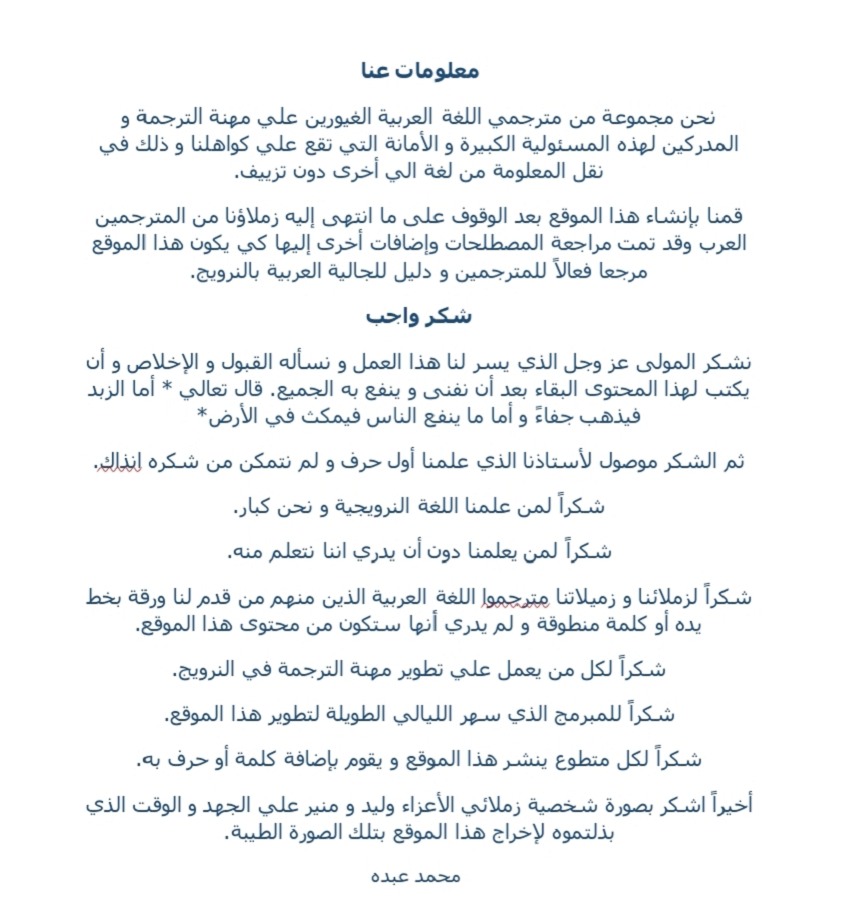 معلومات عنا
نحن مجموعة من مترجمي اللغة العربية الغيورين علي مهنة الترجمة و
المدركين لهذه المسئولية الكبيرة و الأمانة التي تقع علي كواهلنا و ذلك في
نقل المعلومة من لغة الي أخرى دون تزييف.
قمنا بإنشاء هذا الموقع بعد الوقوف على ما انتهى إليه زملاؤنا من المترجمين
العرب وقد تمت مراجعة المصطلحات وإضافات أخرى إليها كي يكون هذا الموقع
مرجعا فعالاً للمترجمين و دليل للجالية العربية بالنرويج.
شكر واجب
نشكر المولى عز وجل الذي يسر لنا هذا العمل و نسأله القبول و الإخلاص و أن
يكتب لهذا المحتوى البقاء بعد أن نفنى و ينفع به الجميع. قال تعالي * أما الزبد
فيذهب جفاءً و أما ما ينفع الناس فيمكث في الأرض*
ثم الشكر موصول لأستاذنا الذي علمنا أول حرف و لم نتمكن من شكره انذاك.
شكراً لمن علمنا اللغة النرويجية و نحن كبار.
شكراً لمن يعلمنا دون أن يدري اننا نتعلم منه.
شكراً لزملائنا و زميلاتنا مترجموا اللغة العربية الذين منهم من قدم لنا ورقة بخط
يده أو كلمة منطوقة و لم يدري أنها ستكون من محتوى هذا الموقع.
شكراً لكل من يعمل علي تطوير مهنة الترجمة في النرويج.
شكراً للمبرمج الذي سهر الليالي الطويلة لتطوير هذا الموقع.
شكراً لكل متطوع ينشر هذا الموقع و يقوم بإضافة كلمة أو حرف به.
أخيراً اشكر بصورة شخصية زملائي الأعزاء وليد و منير علي الجهد و الوقت الذي
بذلتموه لإخراج هذا الموقع بتلك الصورة الطيبة.
محمد عبده